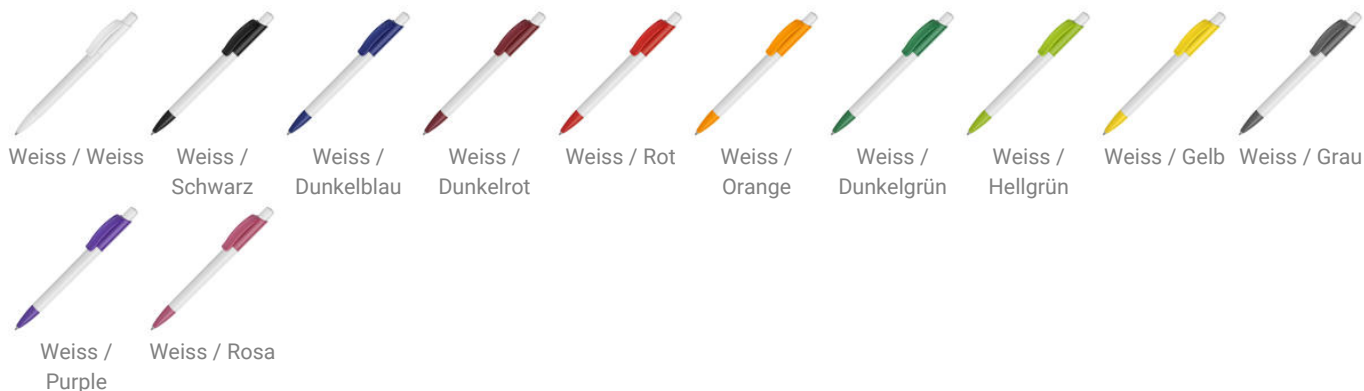 Weiss / Weiss
Weiss /
Schwarz
Weiss /
Dunkelblau
Weiss /
Dunkelrot
Weiss / Rot
Weiss /
Orange
Weiss /
Dunkelgrün
Weiss /
Hellgrün
Weiss / Gelb
Weiss / Grau
Weiss /
Purple
Weiss / Rosa